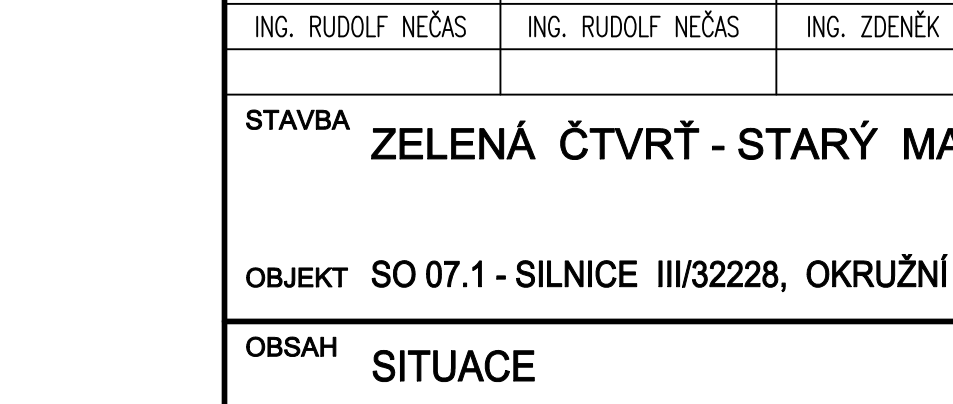 ING. RUDOLF NEČAS ING. RUDOLF NEČAS ING. ZDENĚK
STAVBA ZELENÁ ČTVRŤ - STARÝ MA
OBJEKT SO 07.1 - SILNICE III/32228, OKRUŽNÍ
OBSAH SITUACE